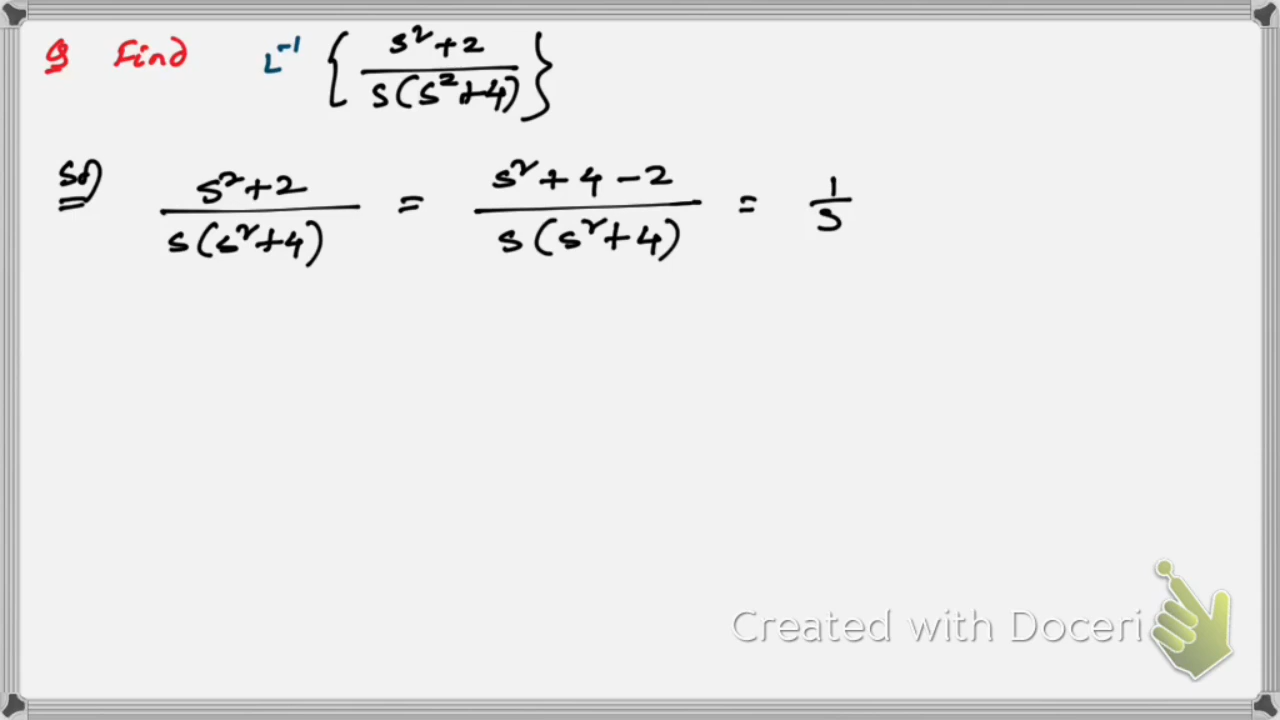 Q Find L⁻¹ { s²+2 / s(s²+4) }
Sol s²+2 / s(s²+4) = s²+4-2 / s(s²+4) = 1/s
Created with Doceri